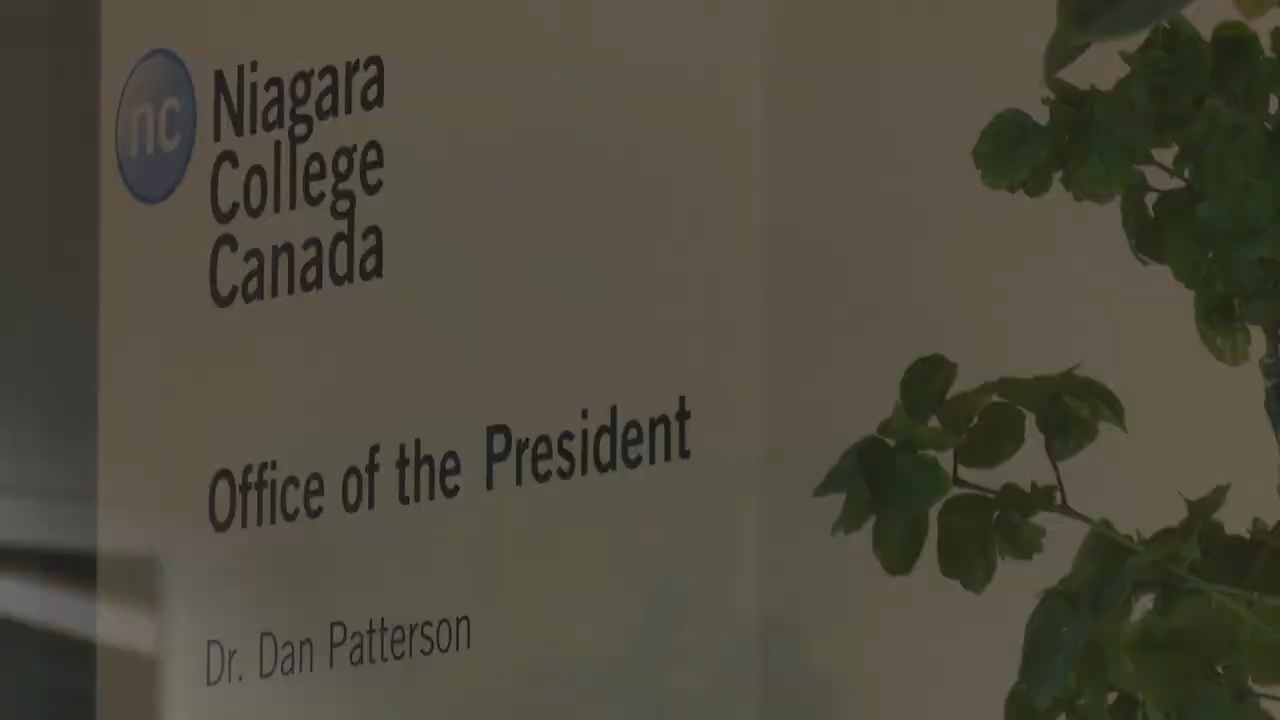 nc
Niagara
College
Canada
Office of the President
Dr. Dan Patterson